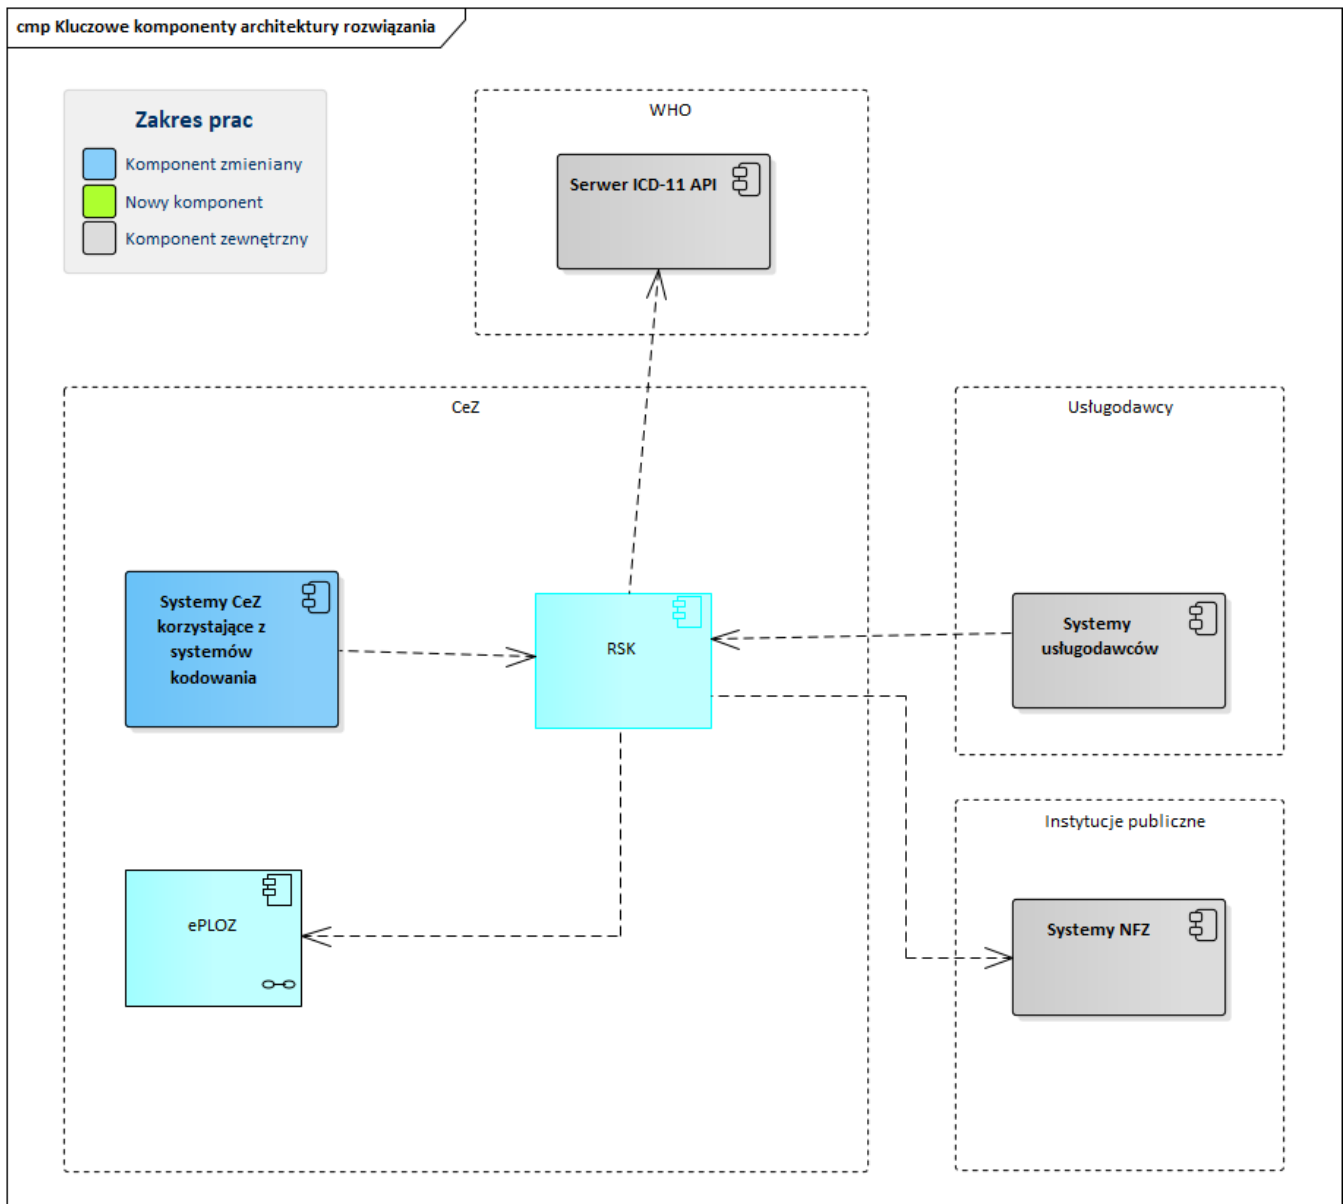 cmp Kluczowe komponenty architektury rozwiązania
Zakres prac
Komponent zmieniany
Nowy komponent
Komponent zewnętrzny
WHO
Serwer ICD-11 API
CeZ
Usługodawcy
Systemy CeZ
korzystające z
systemów
kodowania
RSK
Systemy
usługodawców
ePLOZ
Instytucje publiczne
Systemy NFZ